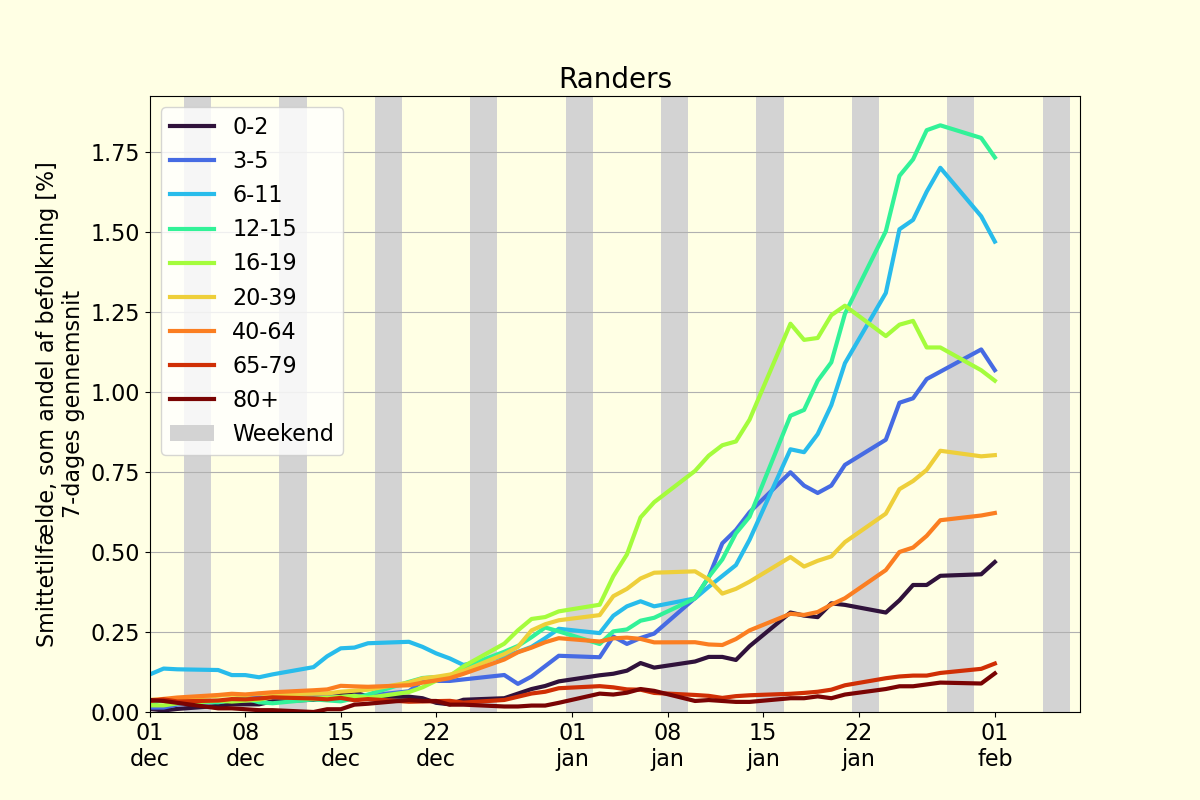 Randers
Smittetilfælde, som andel af befolkning [%]
7-dages gennemsnit
1.75
1.50
1.25
1.00
0.75
0.50
0.25
0.00
0-2
3-5
6-11
12-15
16-19
20-39
40-64
65-79
80+
Weekend
01 08 15 22 01 08 15 22 01
dec dec dec dec jan jan jan jan feb